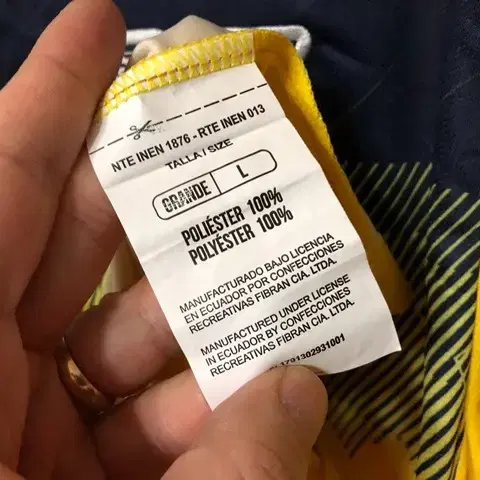 NTE INEN 1876 - RTE INEN 013
TALLA / SIZE
GRANDE L
POLIÉSTER 100%
POLYÉSTER 100%
MANUFACTURADO BAJO LICENCIA
EN ECUADOR POR CONFECCIONES
RECREATIVAS FIBRAN CIA. LTDA.
MANUFACTURED UNDER LICENSE
IN ECUADOR BY CONFECCIONES
RECREATIVAS FIBRAN CIA. LTDA.
1791302931001